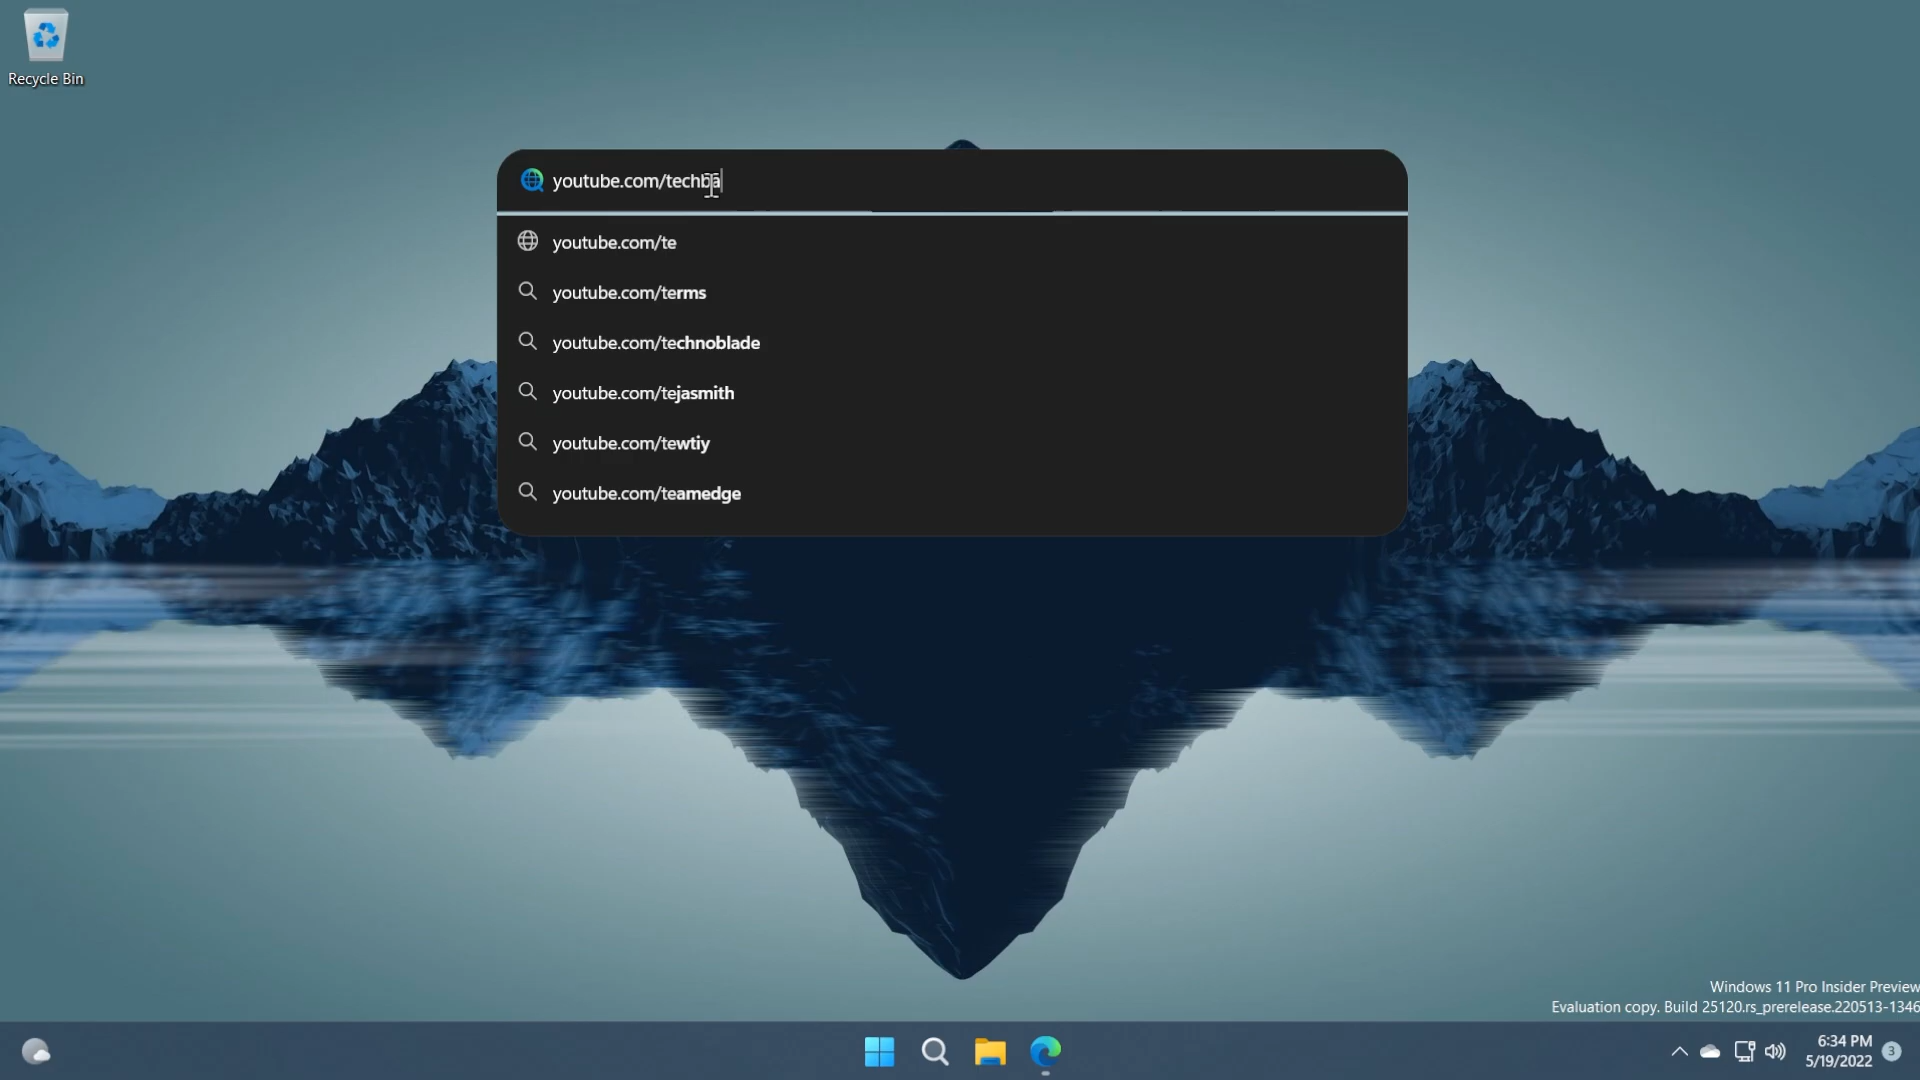 Recycle Bin
youtube.com/techba
youtube.com/te
youtube.com/terms
youtube.com/technoblade
youtube.com/tejasmith
youtube.com/tewtiy
youtube.com/teamedge
Windows 11 Pro Insider Preview
Evaluation copy. Build 25120.rs_prerelease.220513-1346
6:34 PM
5/19/2022
3